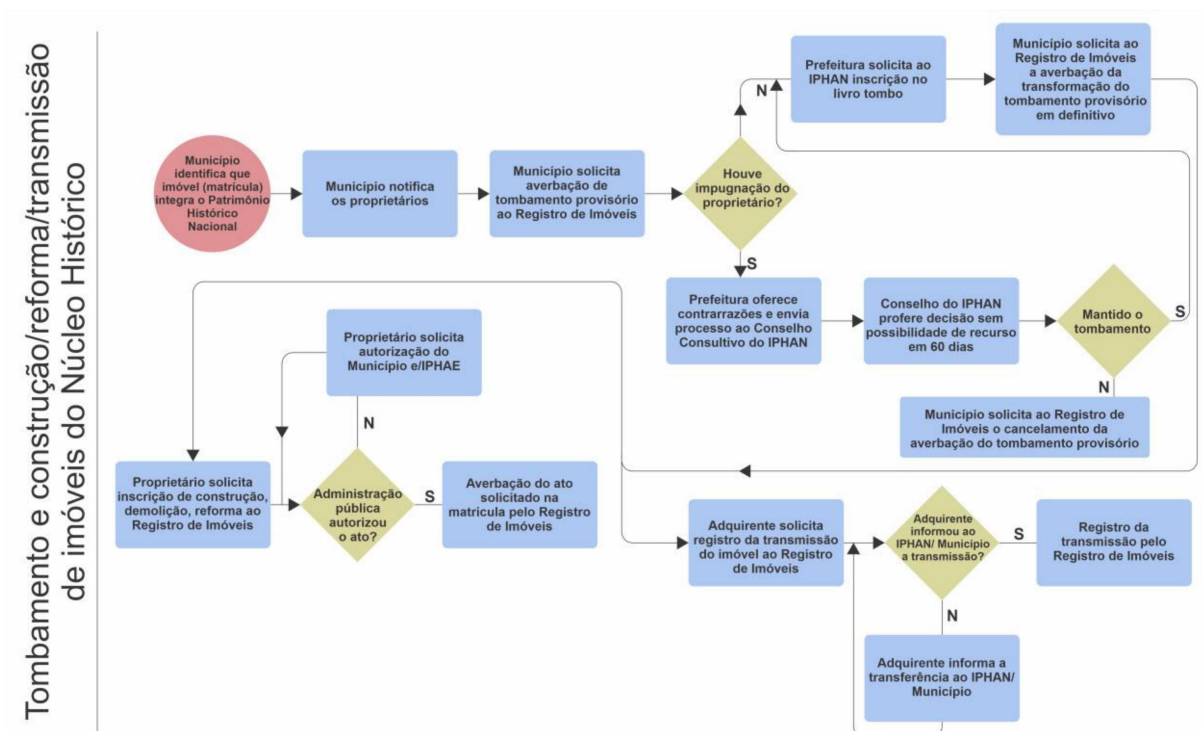 Tombamento e construção/reforma/transmissão
de imóveis do Núcleo Histórico
Município
identifica que
imóvel (matrícula)
integra o Patrimônio
Histórico
Nacional
Município notifica
os proprietários
Município solicita
averbação de
tombamento provisório
ao Registro de Imóveis
Houve
impugnação do
proprietário?
N
Prefeitura solicita ao
IPHAN inscrição no
livro tombo
Município solicita ao
Registro de Imóveis
a averbação da
transformação do
tombamento provisório
em definitivo
S
Prefeitura oferece
contrarrazões e envia
processo ao Conselho
Consultivo do IPHAN
Conselho do IPHAN
profere decisão sem
possibilidade de recurso
em 60 dias
Mantido o
tombamento
S
N
Município solicita ao Registro de
Imóveis o cancelamento da
averbação do tombamento provisório
Proprietário solicita
autorização do
Município e/IPHAE
N
Proprietário solicita
inscrição de construção,
demolição, reforma ao
Registro de Imóveis
Administração
pública
autorizou
o ato?
S
Averbação do ato
solicitado na
matricula pelo Registro
de Imóveis
Adquirente solicita
registro da transmissão
do imóvel ao Registro
de Imóveis
Adquirente
informou ao
IPHAN/ Município
a transmissão?
S
Registro da
transmissão pelo
Registro de Imóveis
N
Adquirente informa a
transferência ao IPHAN/
Município